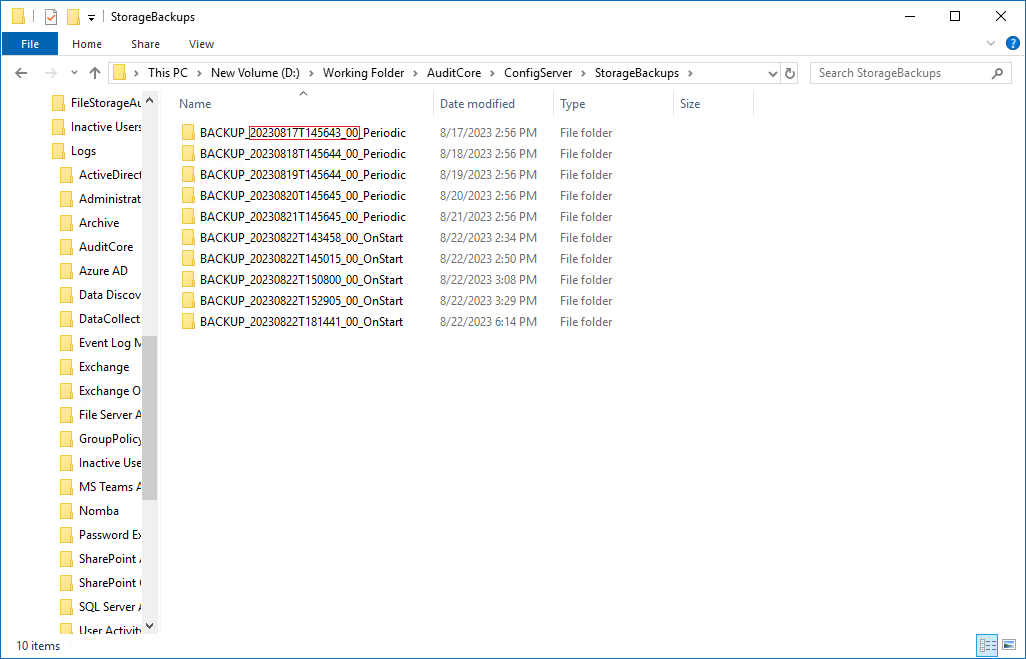 StorageBackups
File Home Share View
This PC > New Volume (D:) > Working Folder > AuditCore > ConfigServer > StorageBackups >
Search StorageBackups
FileStorageAu
Inactive Users
Logs
ActiveDirect
Administrat
Archive
AuditCore
Azure AD
Data Discov
DataCollect
Event Log M
Exchange
Exchange O
File Server A
GroupPolicy
Inactive Use
MS Teams A
Nomba
Password Ex
SharePoint A
SharePoint
SQL Server A
User Activity
Name Date modified Type Size
BACKUP_20230817T145643_00_Periodic 8/17/2023 2:56 PM File folder
BACKUP_20230818T145644_00_Periodic 8/18/2023 2:56 PM File folder
BACKUP_20230819T145644_00_Periodic 8/19/2023 2:56 PM File folder
BACKUP_20230820T145645_00_Periodic 8/20/2023 2:56 PM File folder
BACKUP_20230821T145645_00_Periodic 8/21/2023 2:56 PM File folder
BACKUP_20230822T143458_00_OnStart 8/22/2023 2:34 PM File folder
BACKUP_20230822T145015_00_OnStart 8/22/2023 2:50 PM File folder
BACKUP_20230822T150800_00_OnStart 8/22/2023 3:08 PM File folder
BACKUP_20230822T152905_00_OnStart 8/22/2023 3:29 PM File folder
BACKUP_20230822T181441_00_OnStart 8/22/2023 6:14 PM File folder
10 items